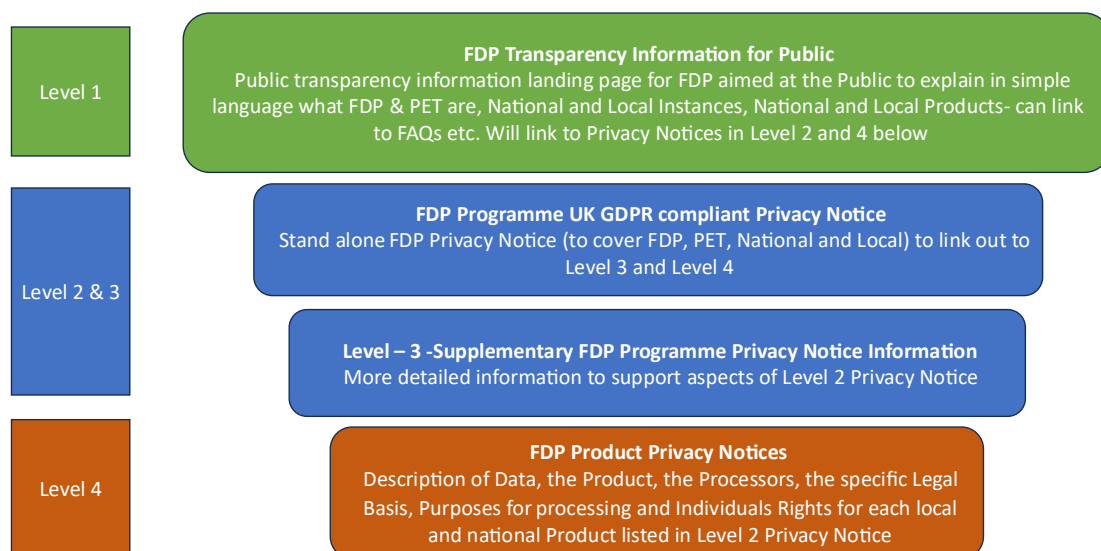 Level 1
FDP Transparency Information for Public
Public transparency information landing page for FDP aimed at the Public to explain in simple
language what FDP & PET are, National and Local Instances, National and Local Products- can link
to FAQs etc. Will link to Privacy Notices in Level 2 and 4 below
Level 2 & 3
FDP Programme UK GDPR compliant Privacy Notice
Stand alone FDP Privacy Notice (to cover FDP, PET, National and Local) to link out to
Level 3 and Level 4
Level – 3 -Supplementary FDP Programme Privacy Notice Information
More detailed information to support aspects of Level 2 Privacy Notice
Level 4
FDP Product Privacy Notices
Description of Data, the Product, the Processors, the specific Legal
Basis, Purposes for processing and Individuals Rights for each local
and national Product listed in Level 2 Privacy Notice